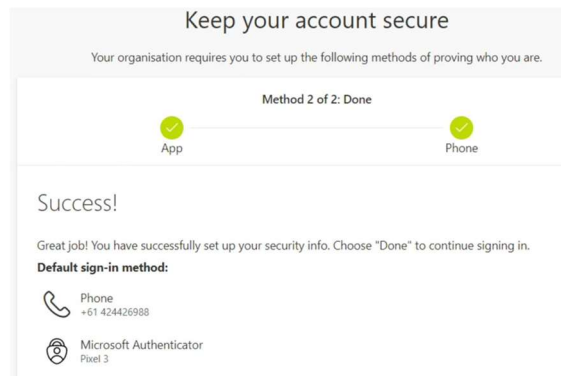 Keep your account secure
Your organisation requires you to set up the following methods of proving who you are.
Method 2 of 2: Done
App
Phone
Success!
Great job! You have successfully set up your security info. Choose "Done" to continue signing in.
Default sign-in method:
Phone
+61 424426988
Microsoft Authenticator
Pixel 3